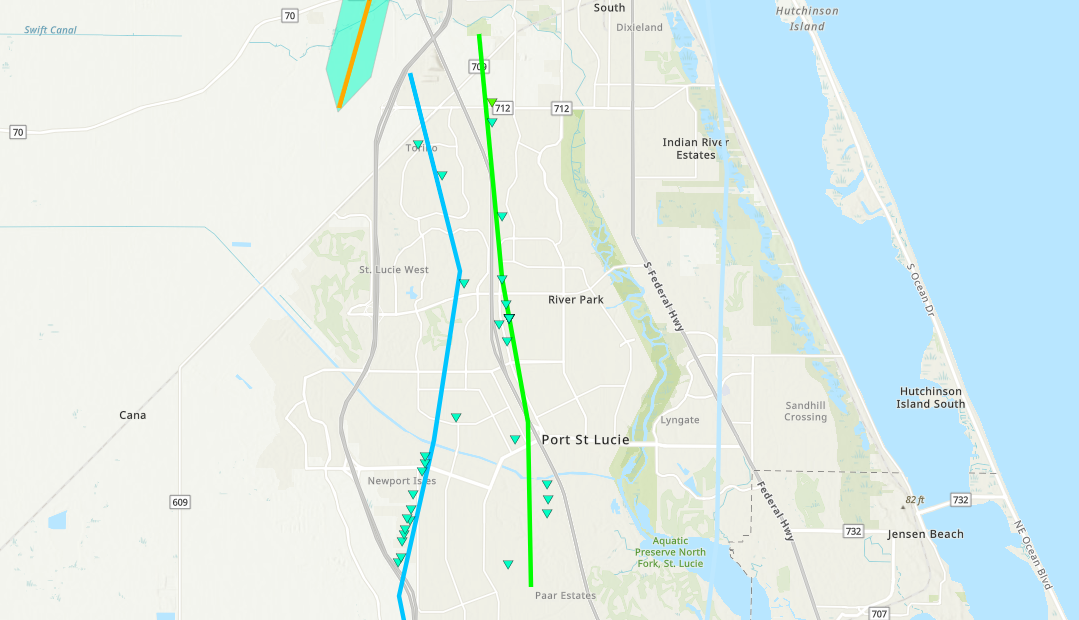 South
Hutchinson
Island
70
Swift Canal
Dixieland
709
712
712
70
Torino
Indian River
Estates
St. Lucie West
S Federal Hwy
S Ocean Dr
River Park
Cana
Hutchinson
Island South
Sandhill
Crossing
Lyngate
Port St Lucie
Newport Isles
609
Federal Hwy
82 ft
732
732
Jensen Beach
NE Ocean Blvd
Aquatic
Preserve North
Fork, St. Lucie
Paar Estates
707